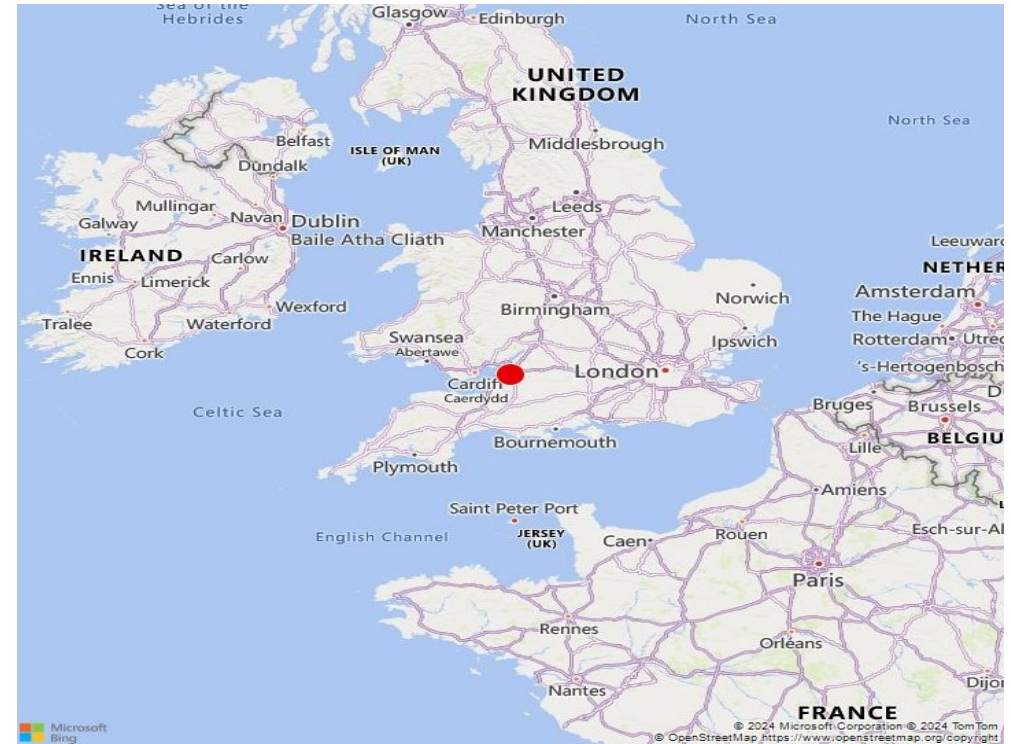 Sea of the
Hebrides
Glasgow
Edinburgh
North Sea
UNITED
KINGDOM
North Sea
Belfast
ISLE OF MAN
(UK)
Middlesbrough
Dundalk
Mullingar
Navan
Leeds
Galway
Dublin
Baile Atha Cliath
Manchester
IRELAND
Carlow
Leeuward
NETHER
Ennis
Limerick
Amsterdam
Norwich
Wexford
Birmingham
The Hague
Tralee
Waterford
Swansea
Abertawe
Ipswich
Rotterdam
Utrec
Cork
London
's-Hertogenbosch
Cardiff
Caerdydd
D
Celtic Sea
Bruges
Brussels
Bournemouth
BELGIU
Lille
Plymouth
Amiens
Saint Peter Port
English Channel
JERSEY
(UK)
Caen
Rouen
Esch-sur-Al
Paris
Rennes
Orléans
Nantes
Dijon
FRANCE
Microsoft
Bing
© 2024 Microsoft Corporation © 2024 TomTom
© OpenStreetMap https://www.openstreetmap.org/copyright